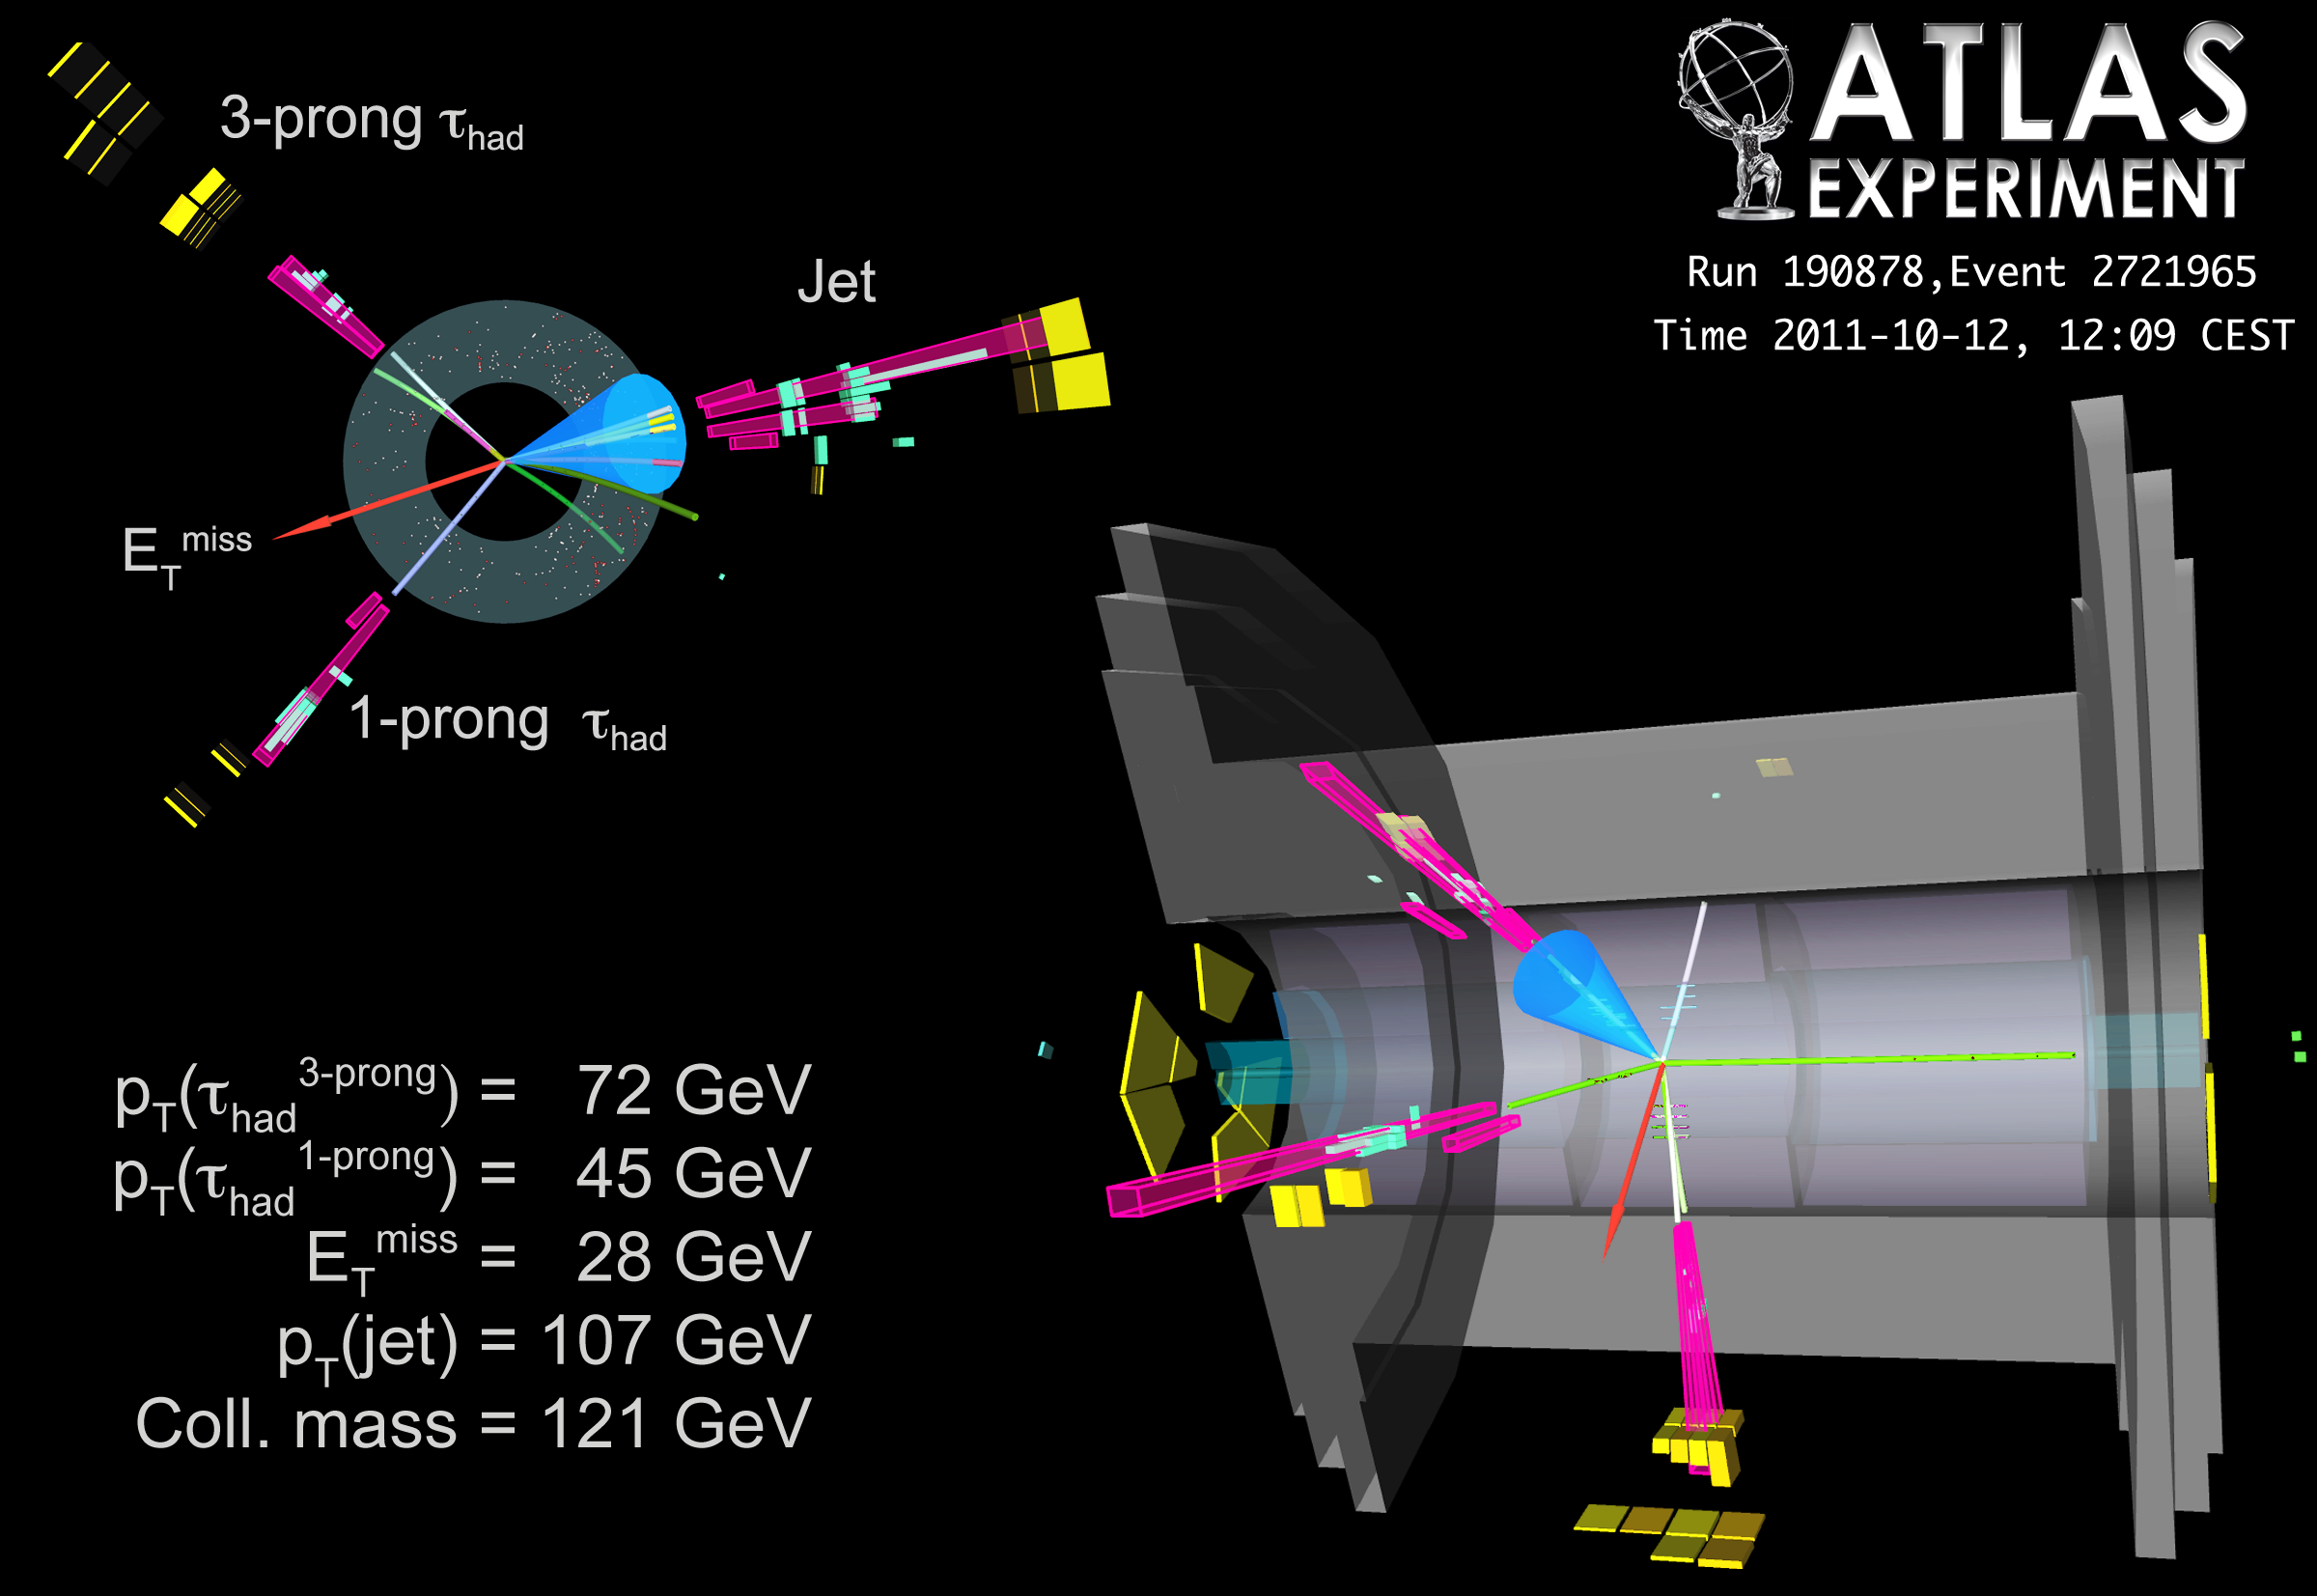 ATLAS
EXPERIMENT
Run 190878,Event 2721965
Time 2011-10-12, 12:09 CEST
3-prong τhad
Jet
ETmiss
1-prong τhad
pT(τhad3-prong) = 72 GeV
pT(τhad1-prong) = 45 GeV
ETmiss = 28 GeV
pT(jet) = 107 GeV
Coll. mass = 121 GeV